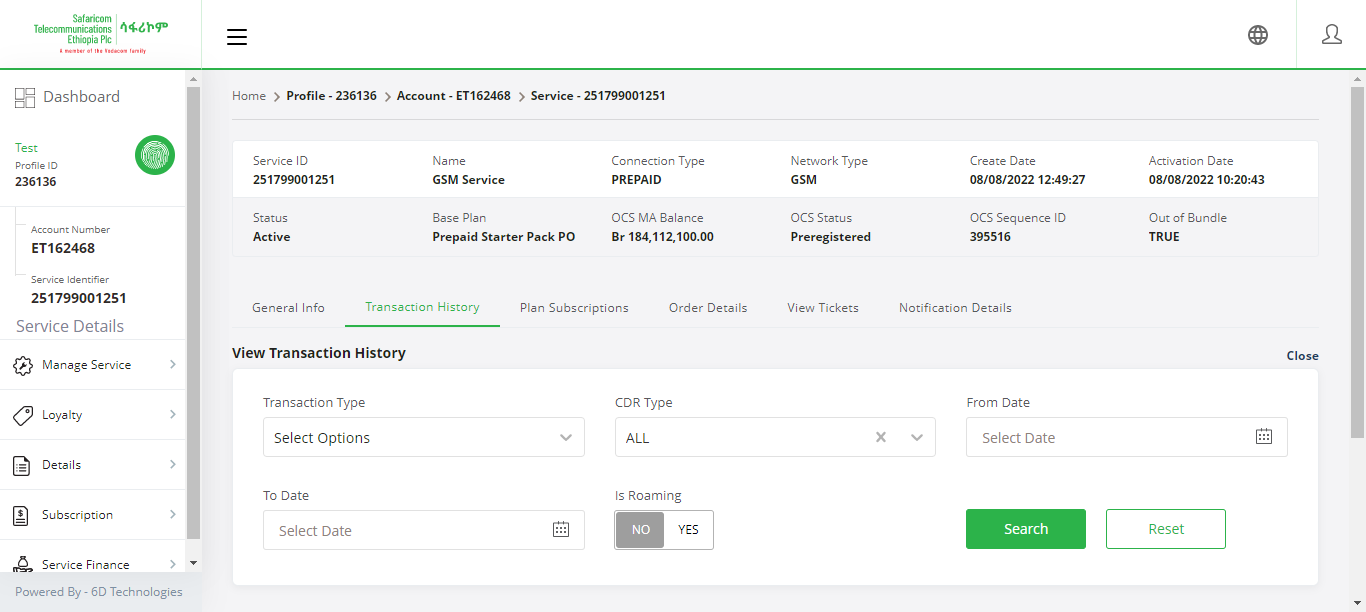 Safaricom
Telecommunications
Ethiopia Plc
ሳፋሪኮም
A member of the Vodacom family
Dashboard
Test
Profile ID
236136
Account Number
ET162468
Service Identifier
251799001251
Service Details
Manage Service
Loyalty
Details
Subscription
Service Finance
Powered By - 6D Technologies
Home > Profile - 236136 > Account - ET162468 > Service - 251799001251
Service ID Name Connection Type Network Type Create Date Activation Date
251799001251 GSM Service PREPAID GSM 08/08/2022 12:49:27 08/08/2022 10:20:43
Status Base Plan OCS MA Balance OCS Status OCS Sequence ID Out of Bundle
Active Prepaid Starter Pack PO Br 184,112,100.00 Preregistered 395516 TRUE
General Info Transaction History Plan Subscriptions Order Details View Tickets Notification Details
View Transaction History Close
Transaction Type CDR Type From Date
Select Options ALL Select Date
To Date Is Roaming
Select Date NO YES Search Reset